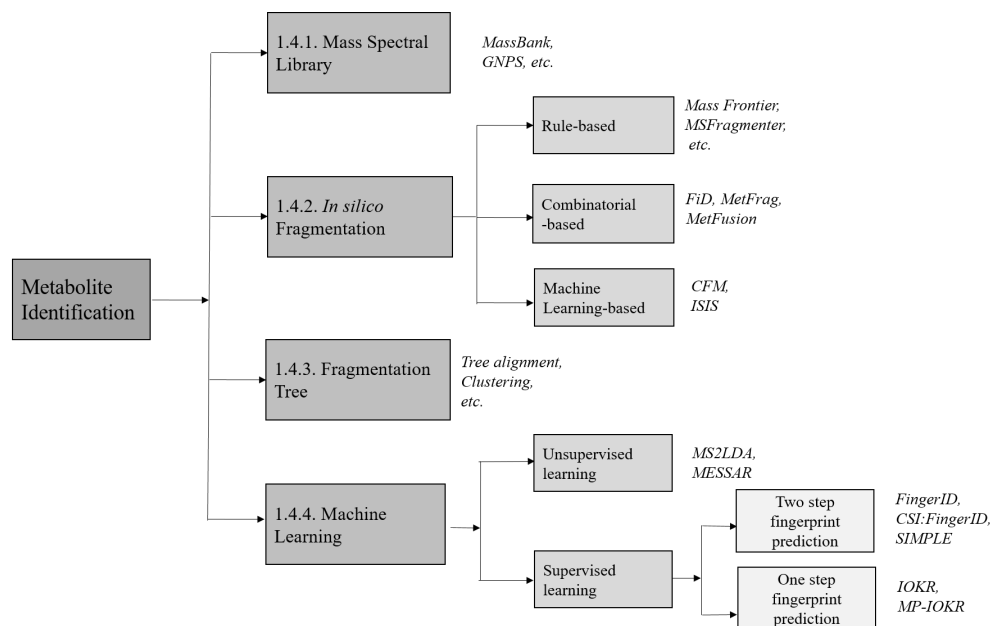 1.4.1. Mass Spectral
Library
MassBank,
GNPS, etc.
Rule-based
Mass Frontier,
MSFragmenter,
etc.
1.4.2. In silico
Fragmentation
Combinatorial
-based
FiD, MetFrag,
MetFusion
Machine
Learning-based
CFM,
ISIS
Metabolite
Identification
1.4.3. Fragmentation
Tree
Tree alignment,
Clustering,
etc.
Unsupervised
learning
MS2LDA,
MESSAR
1.4.4. Machine
Learning
Two step
fingerprint
prediction
FingerID,
CSI:FingerID,
SIMPLE
Supervised
learning
One step
fingerprint
prediction
IOKR,
MP-IOKR